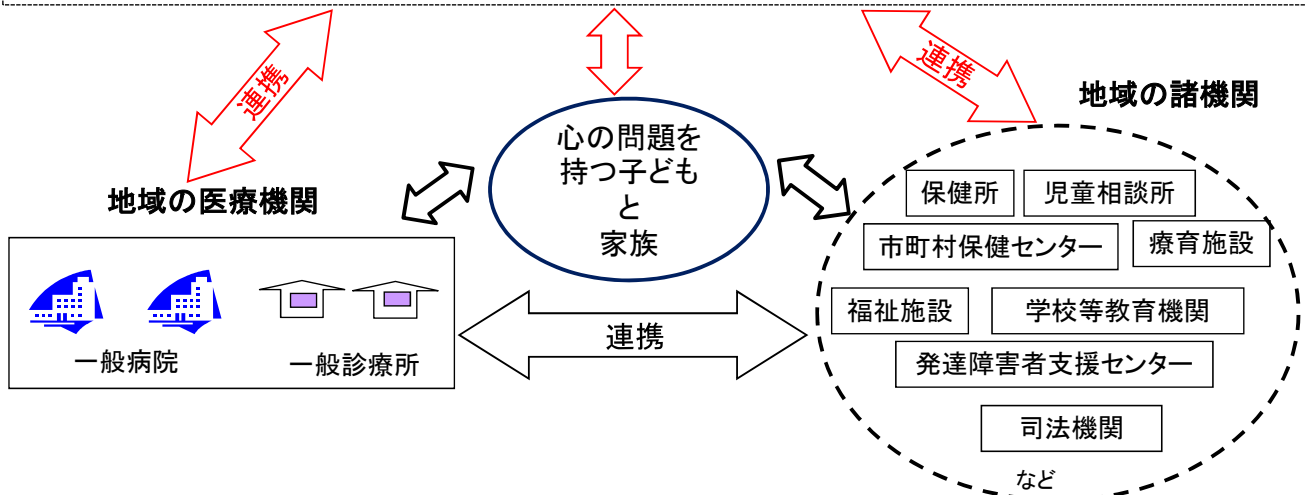 連携
連携
地域の諸機関
心の問題を
持つ子ども
と
家族
地域の医療機関
保健所
児童相談所
市町村保健センター
療育施設
福祉施設
学校等教育機関
連携
一般病院
一般診療所
発達障害者支援センター
司法機関
など